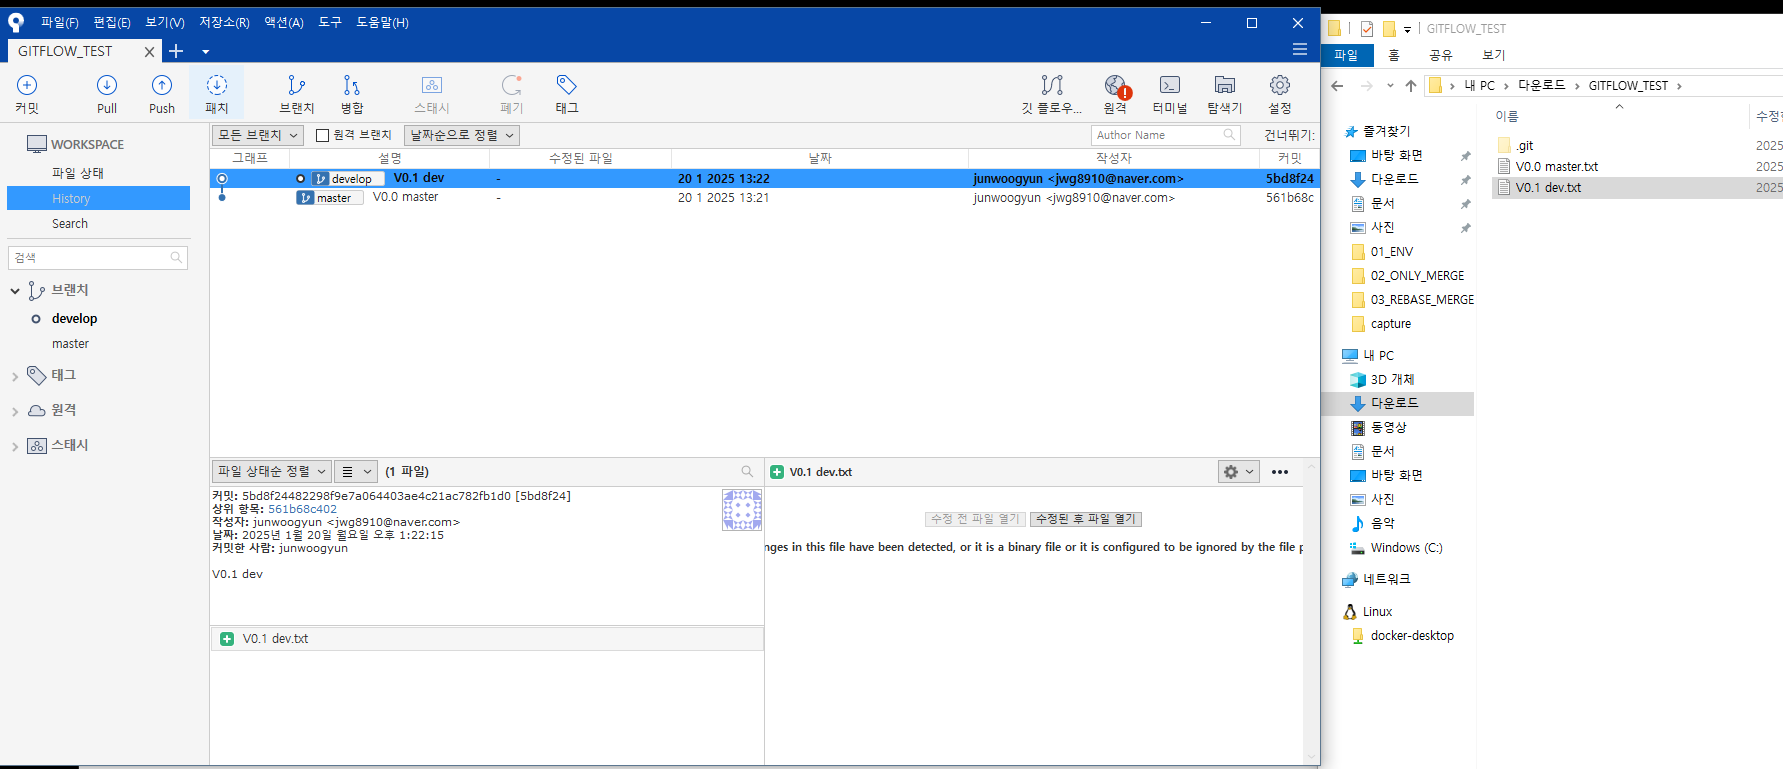 파일(F) 편집(E) 보기(V) 저장소(R) 액션(A) 도구 도움말(H)
GITFLOW_TEST
커밋 Pull Push 패치 브랜치 병합 스태시 폐기 태그 깃 플로우... 원격 터미널 탐색기 설정
WORKSPACE
파일 상태
History
Search
검색
브랜치
develop
master
태그
원격
스태시
모든 브랜치 원격 브랜치 날짜순으로 정렬 Author Name 건너뛰기:
그래프 설명 수정된 파일 날짜 작성자 커밋
develop V0.1 dev - 20 1 2025 13:22 junwoogyun <jwg8910@naver.com> 5bd8f24
master V0.0 master - 20 1 2025 13:21 junwoogyun <jwg8910@naver.com> 561b68c
파일 상태순 정렬 (1 파일)
커밋: 5bd8f24482298f9e7a064403ae4c21ac782fb1d0 [5bd8f24]
상위 항목: 561b68c402
작성자: junwoogyun <jwg8910@naver.com>
날짜: 2025년 1월 20일 월요일 오후 1:22:15
커밋한 사람: junwoogyun
V0.1 dev
V0.1 dev.txt
V0.1 dev.txt
수정 전 파일 열기 수정된 후 파일 열기
nges in this file have been detected, or it is a binary file or it is configured to be ignored by the file p
GITFLOW_TEST
파일 홈 공유 보기
내 PC 다운로드 GITFLOW_TEST
즐겨찾기
바탕 화면
다운로드
문서
사진
01_ENV
02_ONLY_MERGE
03_REBASE_MERGE
capture
내 PC
3D 개체
다운로드
동영상
문서
바탕 화면
사진
음악
Windows (C:)
네트워크
Linux
docker-desktop
이름
.git 2025
V0.0 master.txt 2025
V0.1 dev.txt 2025